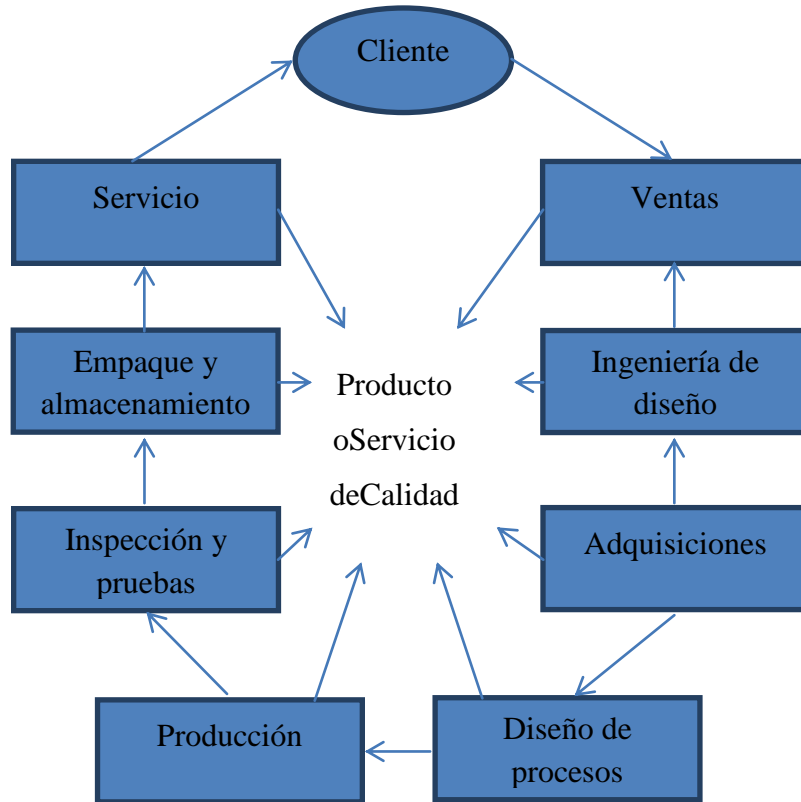 Cliente
Servicio
Ventas
Empaque y
almacenamiento
Producto
oServicio
deCalidad
Ingeniería de
diseño
Inspección y
pruebas
Adquisiciones
Producción
Diseño de
procesos